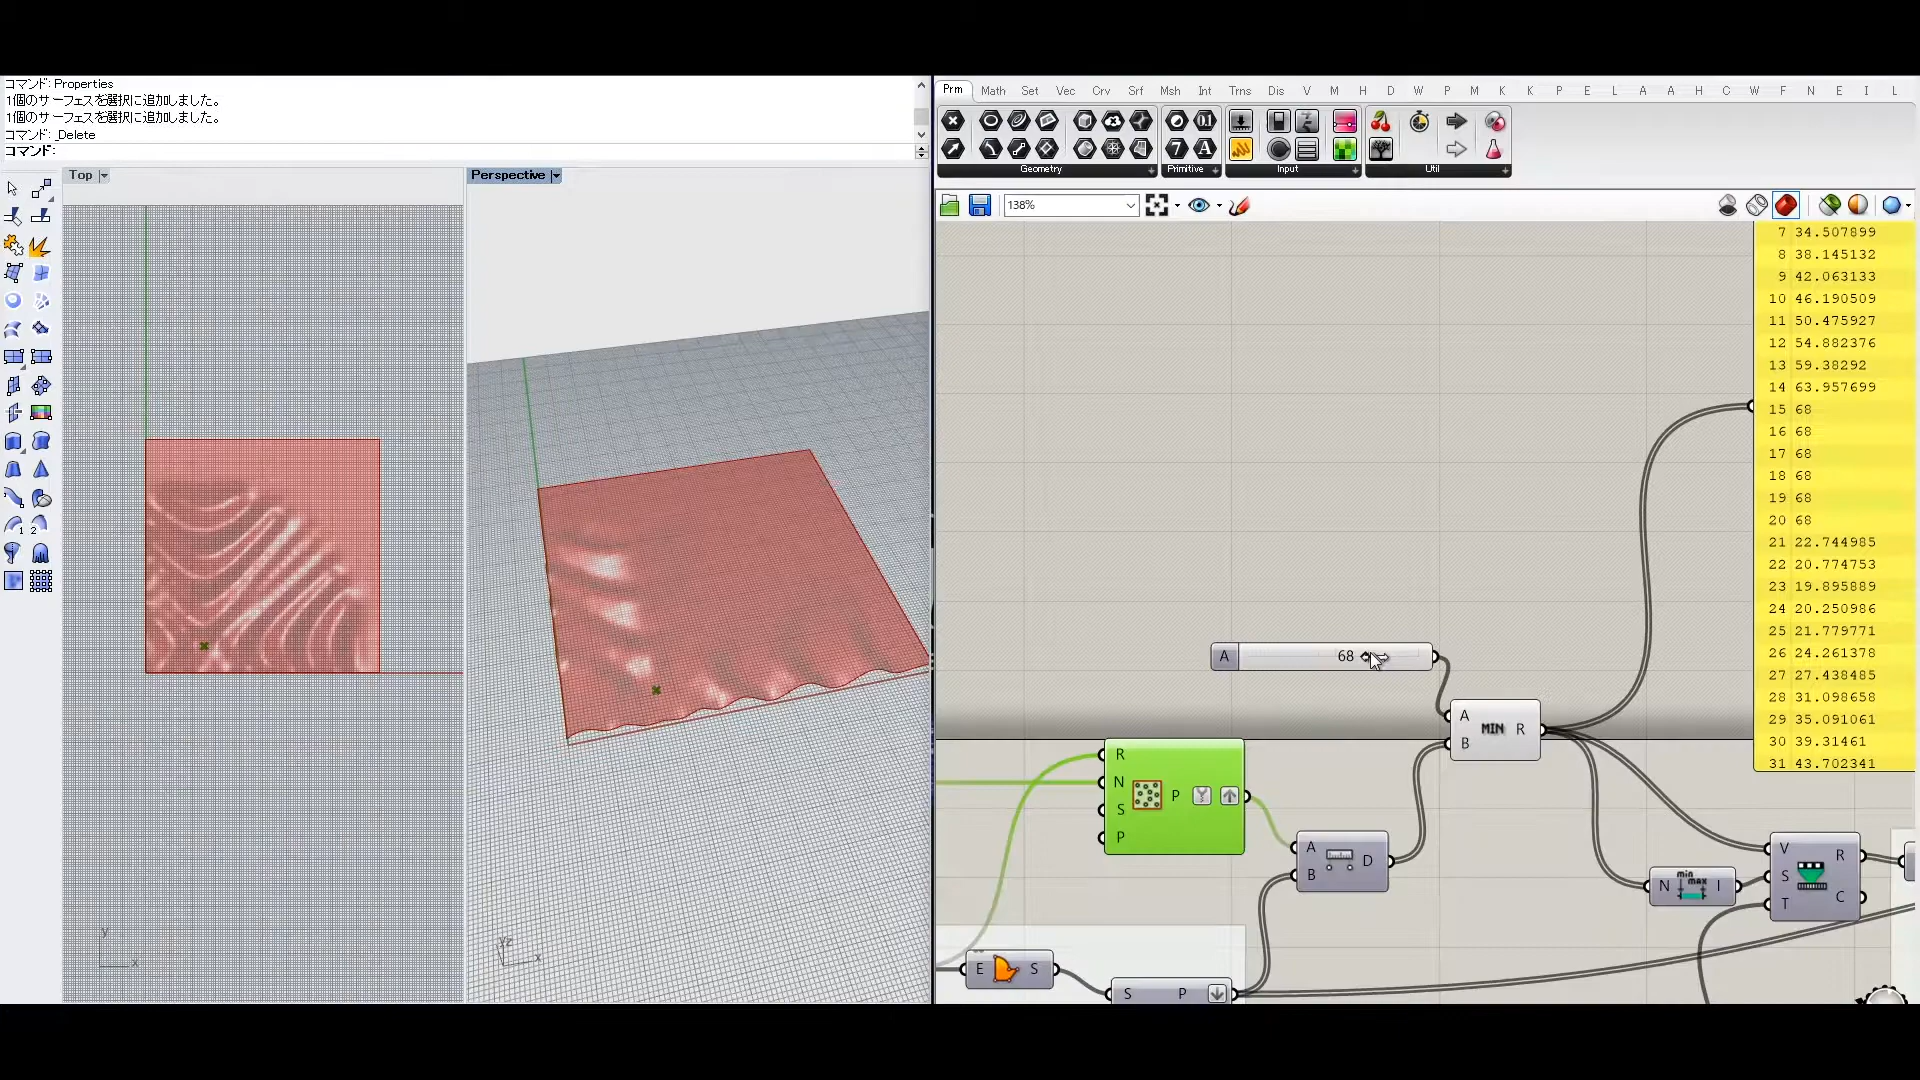 コマンド: Properties
1個のサーフェスを選択に追加しました。
1個のサーフェスを選択に追加しました。
コマンド: _Delete
コマンド:
Top
Perspective
Prm Math Set Vec Crv Srf Msh Int Trns Dis V M H D W P M K K P E L A A H C W F N E I L
Geometry Primitive Input Util
138%
7 34.507899
8 38.145132
9 42.063133
10 46.190509
11 50.475927
12 54.882376
13 59.38292
14 63.957699
15 68
16 68
17 68
18 68
19 68
20 68
21 22.744985
22 20.774753
23 19.895889
24 20.250986
25 21.779771
26 24.261378
27 27.438485
28 31.098658
29 35.091061
30 39.31461
31 43.702341
A 68
A
B
MIN
R
R
N
S
P
P
A
B
D
N
min
max
I
V
S
T
R
C
E S
S P
y
x
yz
x